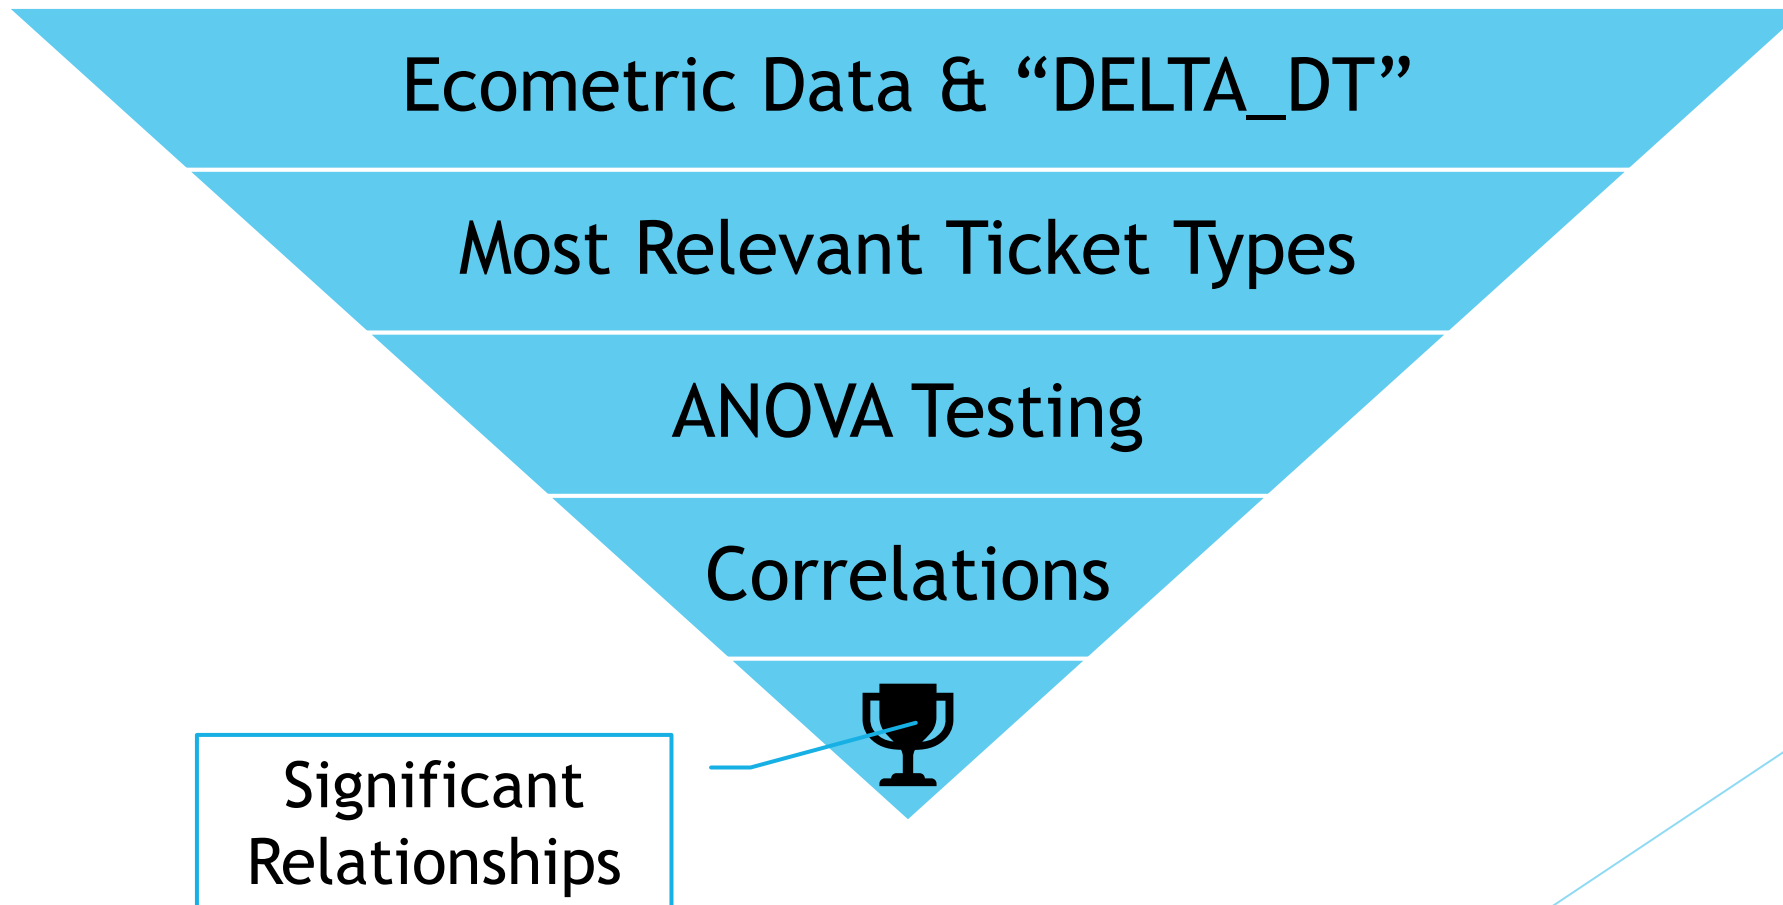 Ecometric Data & “DELTA_DT”
Most Relevant Ticket Types
ANOVA Testing
Correlations
Significant
Relationships